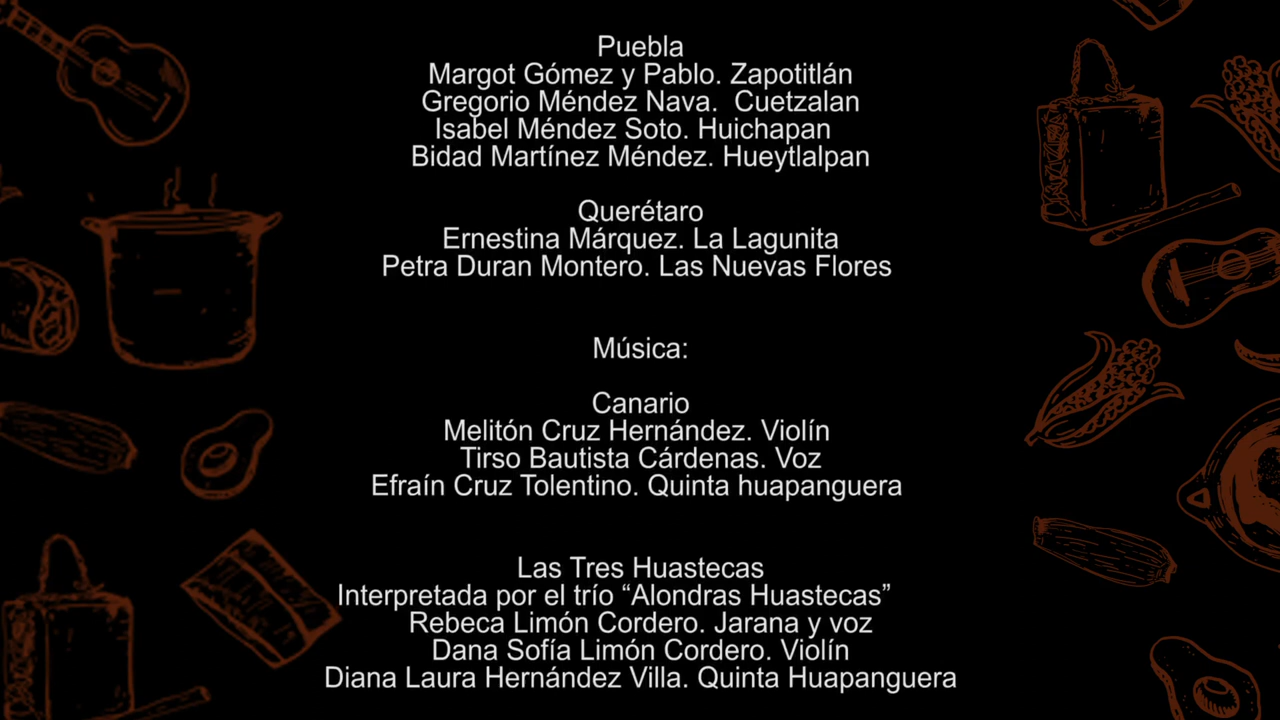 Puebla
Margot Gómez y Pablo. Zapotitlán
Gregorio Méndez Nava.  Cuetzalan
Isabel Méndez Soto. Huichapan
Bidad Martínez Méndez. Hueytlalpan
Querétaro
Ernestina Márquez. La Lagunita
Petra Duran Montero. Las Nuevas Flores
Música:
Canario
Melitón Cruz Hernández. Violín
Tirso Bautista Cárdenas. Voz
Efraín Cruz Tolentino. Quinta huapanguera
Las Tres Huastecas
Interpretada por el trío “Alondras Huastecas”
Rebeca Limón Cordero. Jarana y voz
Dana Sofía Limón Cordero. Violín
Diana Laura Hernández Villa. Quinta Huapanguera